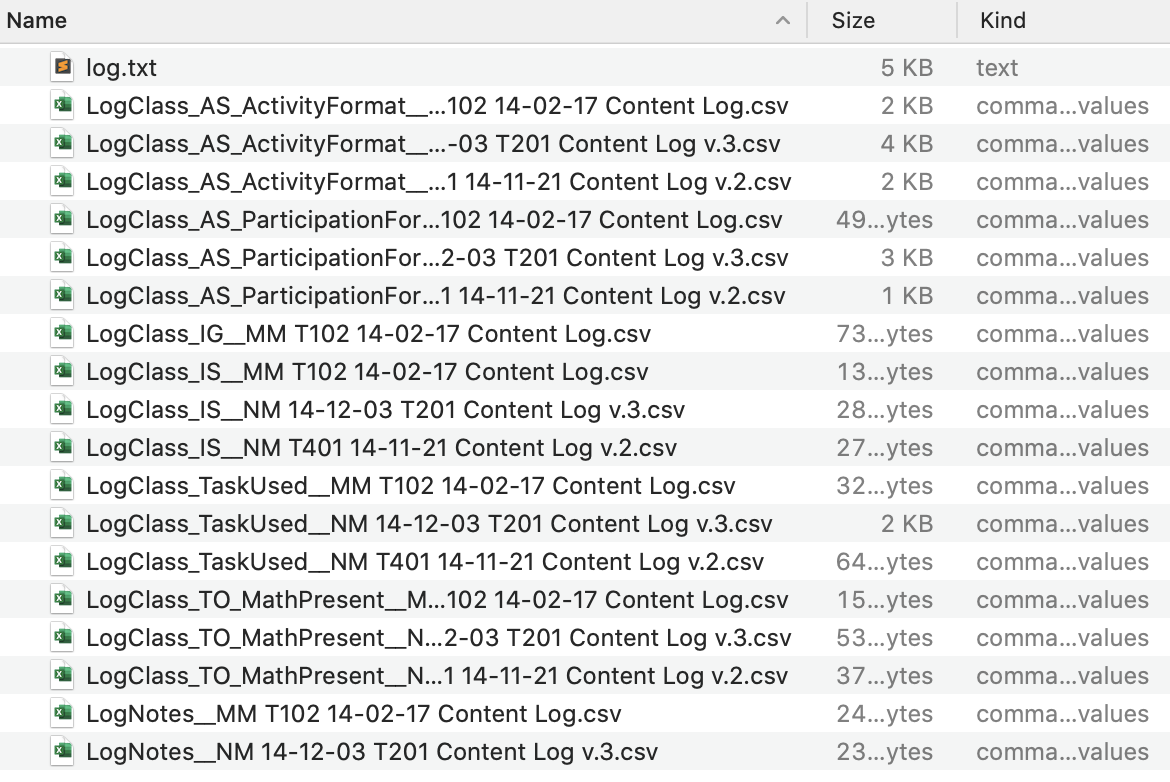 Name Size Kind
log.txt 5 KB text
LogClass_AS_ActivityFormat__...102 14-02-17 Content Log.csv 2 KB comma...values
LogClass_AS_ActivityFormat__...-03 T201 Content Log v.3.csv 4 KB comma...values
LogClass_AS_ActivityFormat__...1 14-11-21 Content Log v.2.csv 2 KB comma...values
LogClass_AS_ParticipationFor...102 14-02-17 Content Log.csv 49...ytes comma...values
LogClass_AS_ParticipationFor...2-03 T201 Content Log v.3.csv 3 KB comma...values
LogClass_AS_ParticipationFor...1 14-11-21 Content Log v.2.csv 1 KB comma...values
LogClass_IG__MM T102 14-02-17 Content Log.csv 73...ytes comma...values
LogClass_IS__MM T102 14-02-17 Content Log.csv 13...ytes comma...values
LogClass_IS__NM 14-12-03 T201 Content Log v.3.csv 28...ytes comma...values
LogClass_IS__NM T401 14-11-21 Content Log v.2.csv 27...ytes comma...values
LogClass_TaskUsed__MM T102 14-02-17 Content Log.csv 32...ytes comma...values
LogClass_TaskUsed__NM 14-12-03 T201 Content Log v.3.csv 2 KB comma...values
LogClass_TaskUsed__NM T401 14-11-21 Content Log v.2.csv 64...ytes comma...values
LogClass_TO_MathPresent__M...102 14-02-17 Content Log.csv 15...ytes comma...values
LogClass_TO_MathPresent__N...2-03 T201 Content Log v.3.csv 53...ytes comma...values
LogClass_TO_MathPresent__N...1 14-11-21 Content Log v.2.csv 37...ytes comma...values
LogNotes__MM T102 14-02-17 Content Log.csv 24...ytes comma...values
LogNotes__NM 14-12-03 T201 Content Log v.3.csv 23...ytes comma...values